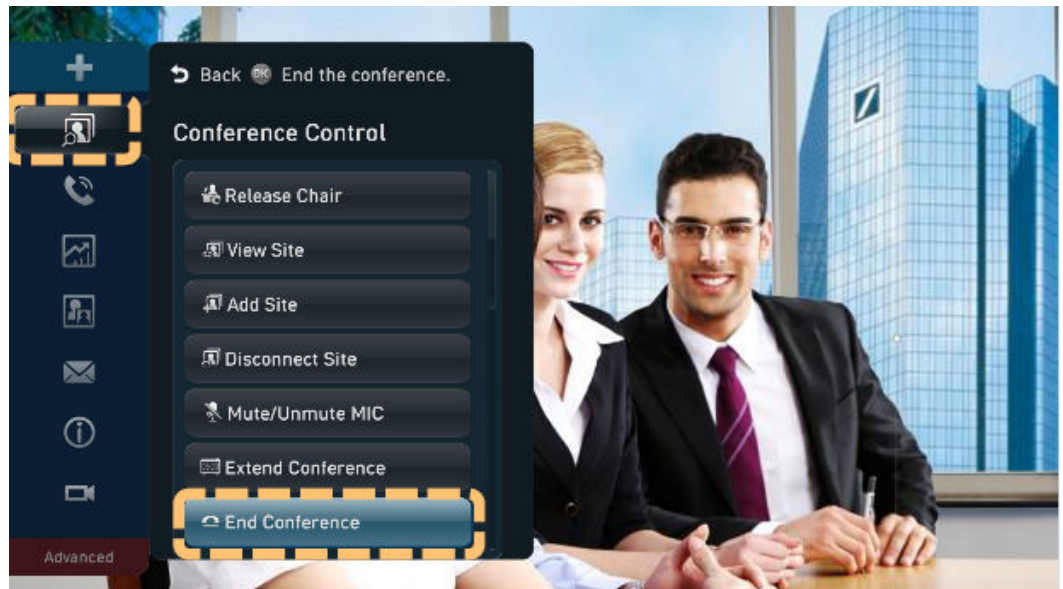 Back OK End the conference.
Conference Control
Release Chair
View Site
Add Site
Disconnect Site
Mute/Unmute MIC
Extend Conference
End Conference
Advanced